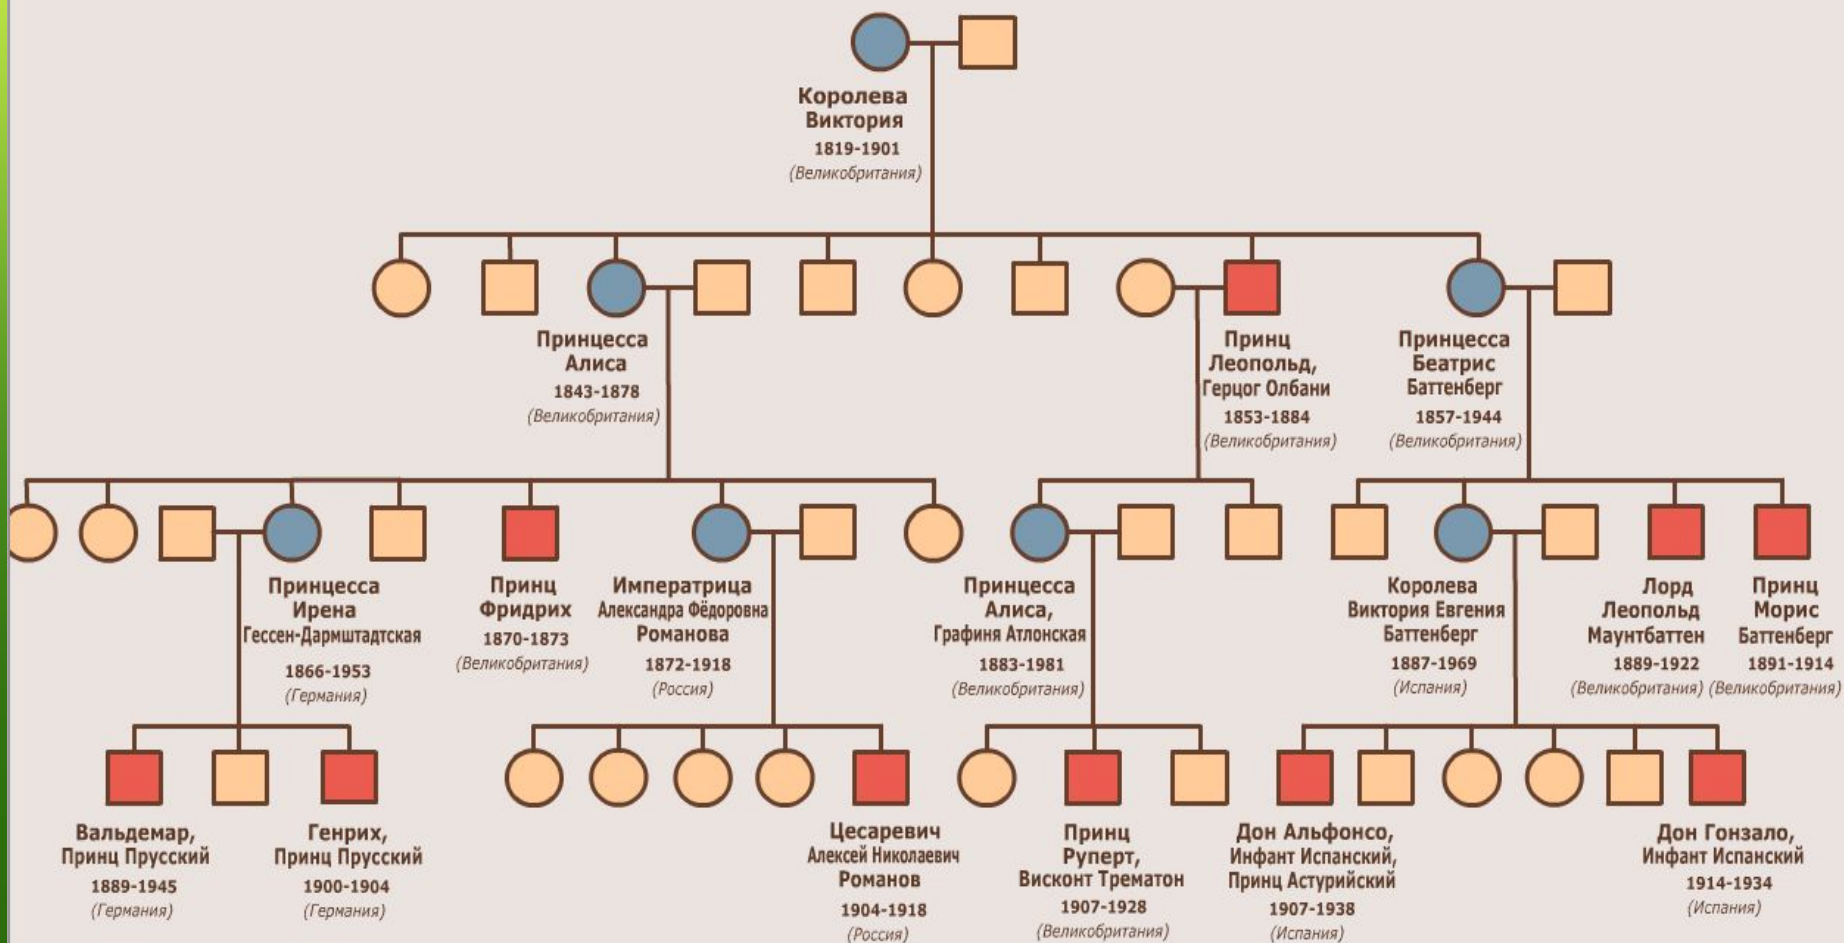 Королева
Виктория
1819-1901
(Великобритания)
Принцесса
Алиса
1843-1878
(Великобритания)
Принц
Леопольд,
Герцог Олбани
1853-1884
(Великобритания)
Принцесса
Беатрис
Баттенберг
1857-1944
(Великобритания)
Принцесса
Ирена
Гессен-Дармштадтская
1866-1953
(Германия)
Принц
Фридрих
1870-1873
(Великобритания)
Императрица
Александра Фёдоровна
Романова
1872-1918
(Россия)
Принцесса
Алиса,
Графиня Атлонская
1883-1981
(Великобритания)
Королева
Виктория Евгения
Баттенберг
1887-1969
(Испания)
Лорд
Леопольд
Маунтбаттен
1889-1922
(Великобритания)
Принц
Морис
Баттенберг
1891-1914
(Великобритания)
Вальдемар,
Принц Прусский
1889-1945
(Германия)
Генрих,
Принц Прусский
1900-1904
(Германия)
Цесаревич
Алексей Николаевич
Романов
1904-1918
(Россия)
Принц
Руперт,
Висконт Трематон
1907-1928
(Великобритания)
Дон Альфонсо,
Инфант Испанский,
Принц Астурийский
1907-1938
(Испания)
Дон Гонзало,
Инфант Испанский
1914-1934
(Испания)